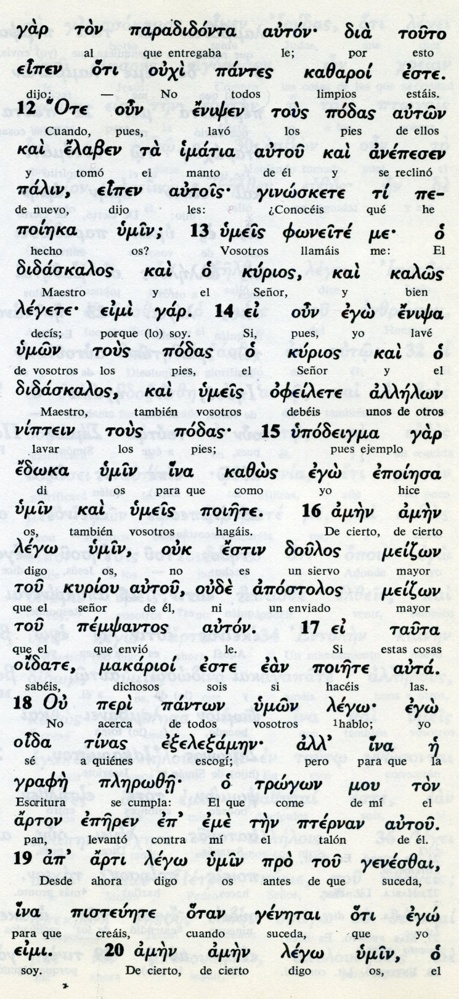 γὰρ τὸν παραδιδόντα αὐτόν· διὰ τοῦτο
al que entregaba le; por esto
εἶπεν ὅτι οὐχὶ πάντες καθαροί ἐστε.
dijo: — No todos limpios estáis.
12 Ὅτε οὖν ἔνιψεν τοὺς πόδας αὐτῶν
Cuando, pues, lavó los pies de ellos
καὶ ἔλαβεν τὰ ἱμάτια αὐτοῦ καὶ ἀνέπεσεν
y tomó el manto de él y se reclinó
πάλιν, εἶπεν αὐτοῖς· γινώσκετε τί πε-
de nuevo, dijo les: ¿Conocéis qué he
ποίηκα ὑμῖν; 13 ὑμεῖς φωνεῖτέ με· ὁ
hecho os? Vosotros llamáis me: El
διδάσκαλος καὶ ὁ κύριος, καὶ καλῶς
Maestro y el Señor, y bien
λέγετε· εἰμὶ γάρ. 14 εἰ οὖν ἐγὼ ἔνιψα
decís; porque (lo) soy. Si, pues, yo lavé
ὑμῶν τοὺς πόδας ὁ κύριος καὶ ὁ
de vosotros los pies, el Señor y el
διδάσκαλος, καὶ ὑμεῖς ὀφείλετε ἀλλήλων
Maestro, también vosotros debéis unos de otros
νίπτειν τοὺς πόδας· 15 ὑπόδειγμα γὰρ
lavar los pies; pues ejemplo
ἔδωκα ὑμῖν ἵνα καθὼς ἐγὼ ἐποίησα
di os para que como yo hice
ὑμῖν καὶ ὑμεῖς ποιῆτε. 16 ἀμὴν ἀμὴν
os, también vosotros hagáis. De cierto, de cierto
λέγω ὑμῖν, οὐκ ἔστιν δοῦλος μείζων
digo os, no es un siervo mayor
τοῦ κυρίου αὐτοῦ, οὐδὲ ἀπόστολος μείζων
que el señor de él, ni un enviado mayor
τοῦ πέμψαντος αὐτόν. 17 εἰ ταῦτα
que el que envió le. Si estas cosas
οἴδατε, μακάριοί ἐστε ἐὰν ποιῆτε αὐτά.
sabéis, dichosos sois si hacéis las.
18 Οὐ περὶ πάντων ὑμῶν λέγω· ἐγὼ
No acerca de todos vosotros ¹hablo; yo
οἶδα τίνας ἐξελεξάμην· ἀλλ' ἵνα ἡ
sé a quiénes escogí; pero para que la
γραφὴ πληρωθῇ· ὁ τρώγων μου τὸν
Escritura se cumpla: El que come de mí el
ἄρτον ἐπῆρεν ἐπ' ἐμὲ τὴν πτέρναν αὐτοῦ.
pan, levantó contra mí el talón de él.
19 ἀπ' ἄρτι λέγω ὑμῖν πρὸ τοῦ γενέσθαι,
Desde ahora digo os antes de que suceda,
ἵνα πιστεύητε ὅταν γένηται ὅτι ἐγώ
para que creáis, cuando suceda, que yo
εἰμι. 20 ἀμὴν ἀμὴν λέγω ὑμῖν, ὁ
soy. De cierto, de cierto digo os, el